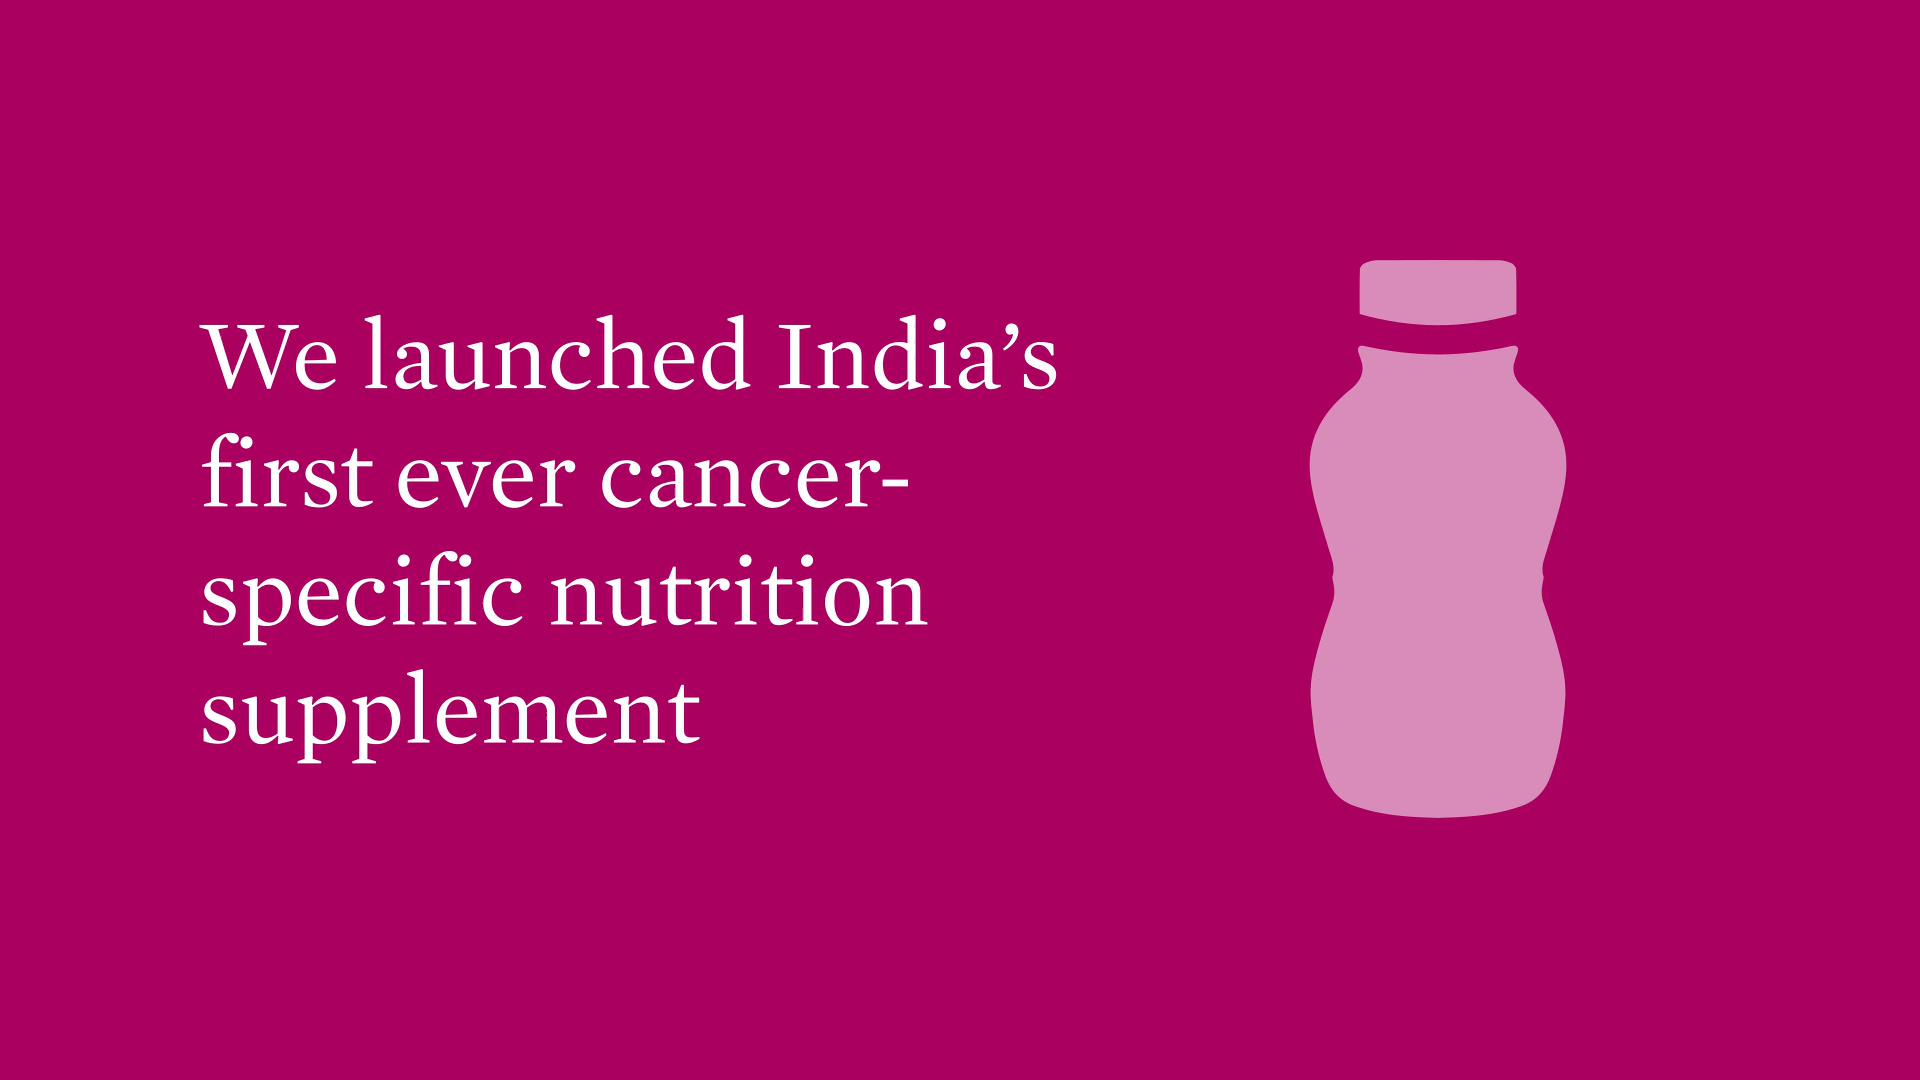 We launched India’s
first ever cancer-
specific nutrition
supplement